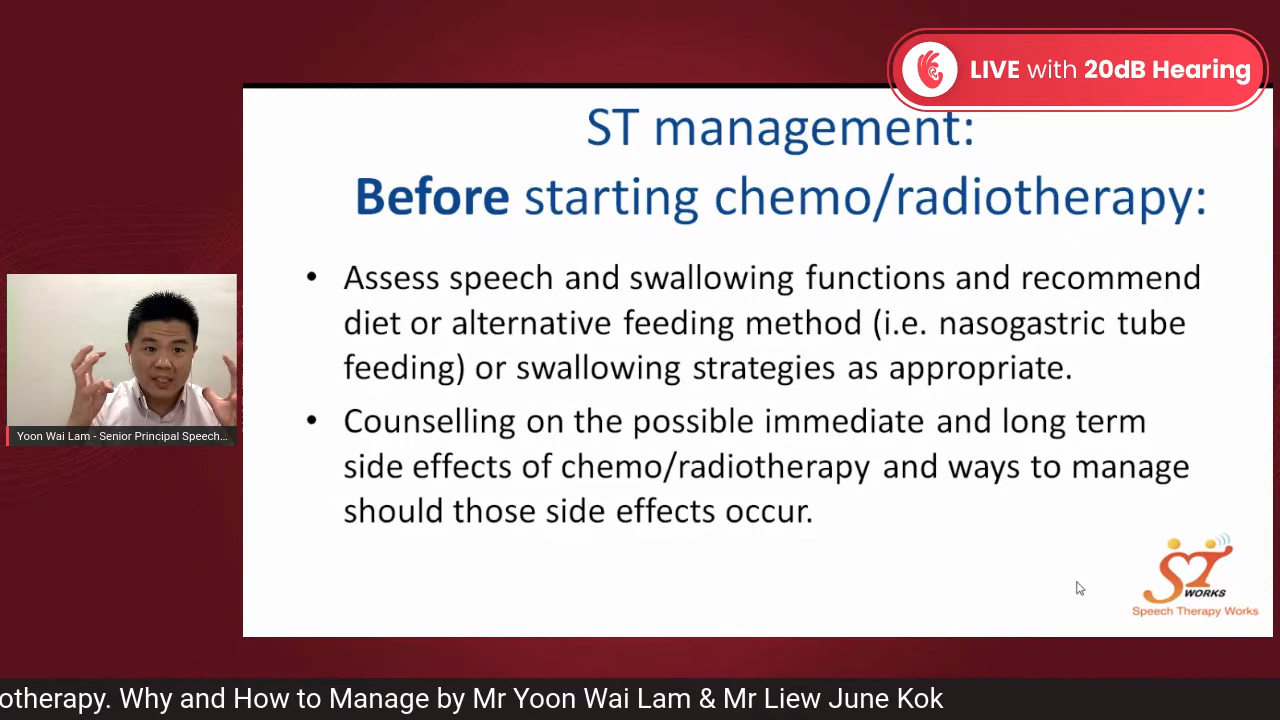 LIVE with 20dB Hearing
ST management:
Before starting chemo/radiotherapy:
• Assess speech and swallowing functions and recommend
diet or alternative feeding method (i.e. nasogastric tube
feeding) or swallowing strategies as appropriate.
• Counselling on the possible immediate and long term
side effects of chemo/radiotherapy and ways to manage
should those side effects occur.
Yoon Wai Lam - Senior Principal Speech...
ST
WORKS
Speech Therapy Works
otherapy. Why and How to Manage by Mr Yoon Wai Lam & Mr Liew June Kok